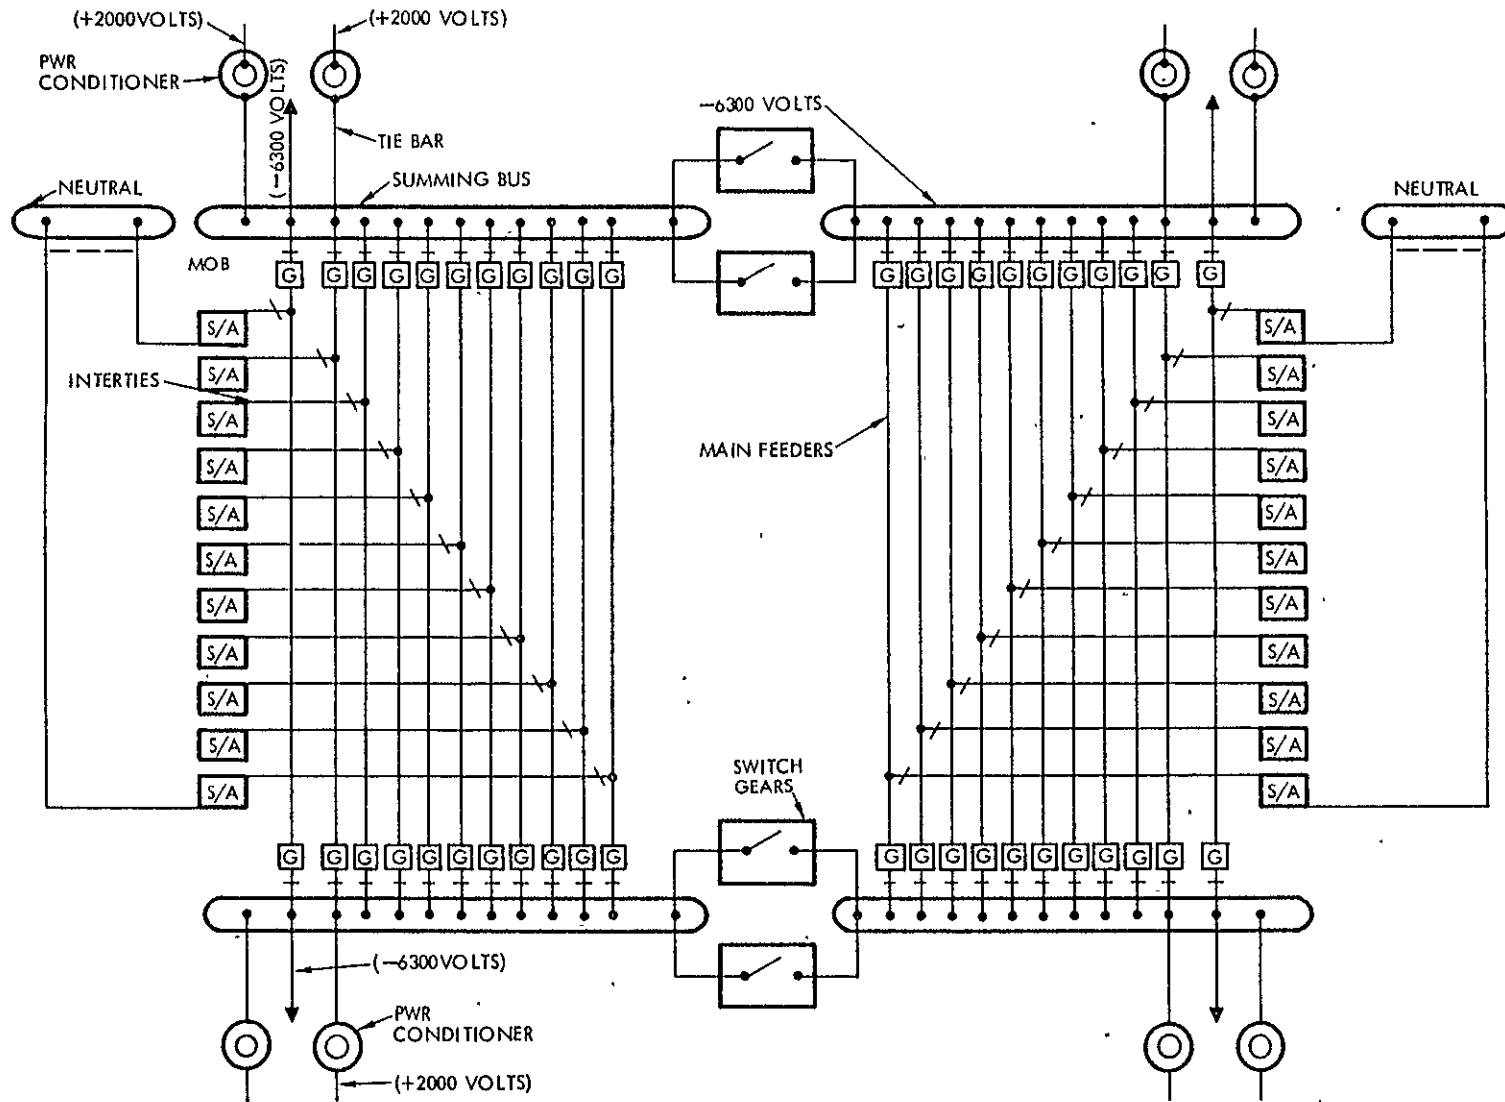 (+2000VOLTS)
(+2000 VOLTS)
PWR
CONDITIONER
(-6300 VOLTS)
-6300 VOLTS
TIE BAR
NEUTRAL
SUMMING BUS
NEUTRAL
MOB
G G G G G G G G G G G
G G G G G G G G G G G
S/A
S/A
S/A
S/A
INTERTIES
S/A
S/A
MAIN FEEDERS
S/A
S/A
S/A
S/A
S/A
S/A
S/A
S/A
S/A
S/A
S/A
S/A
S/A
S/A
SWITCH
GEARS
S/A
S/A
G G G G G G G G G G G
G G G G G G G G G G G
(-6300VOLTS)
PWR
CONDITIONER
(+2000 VOLTS)